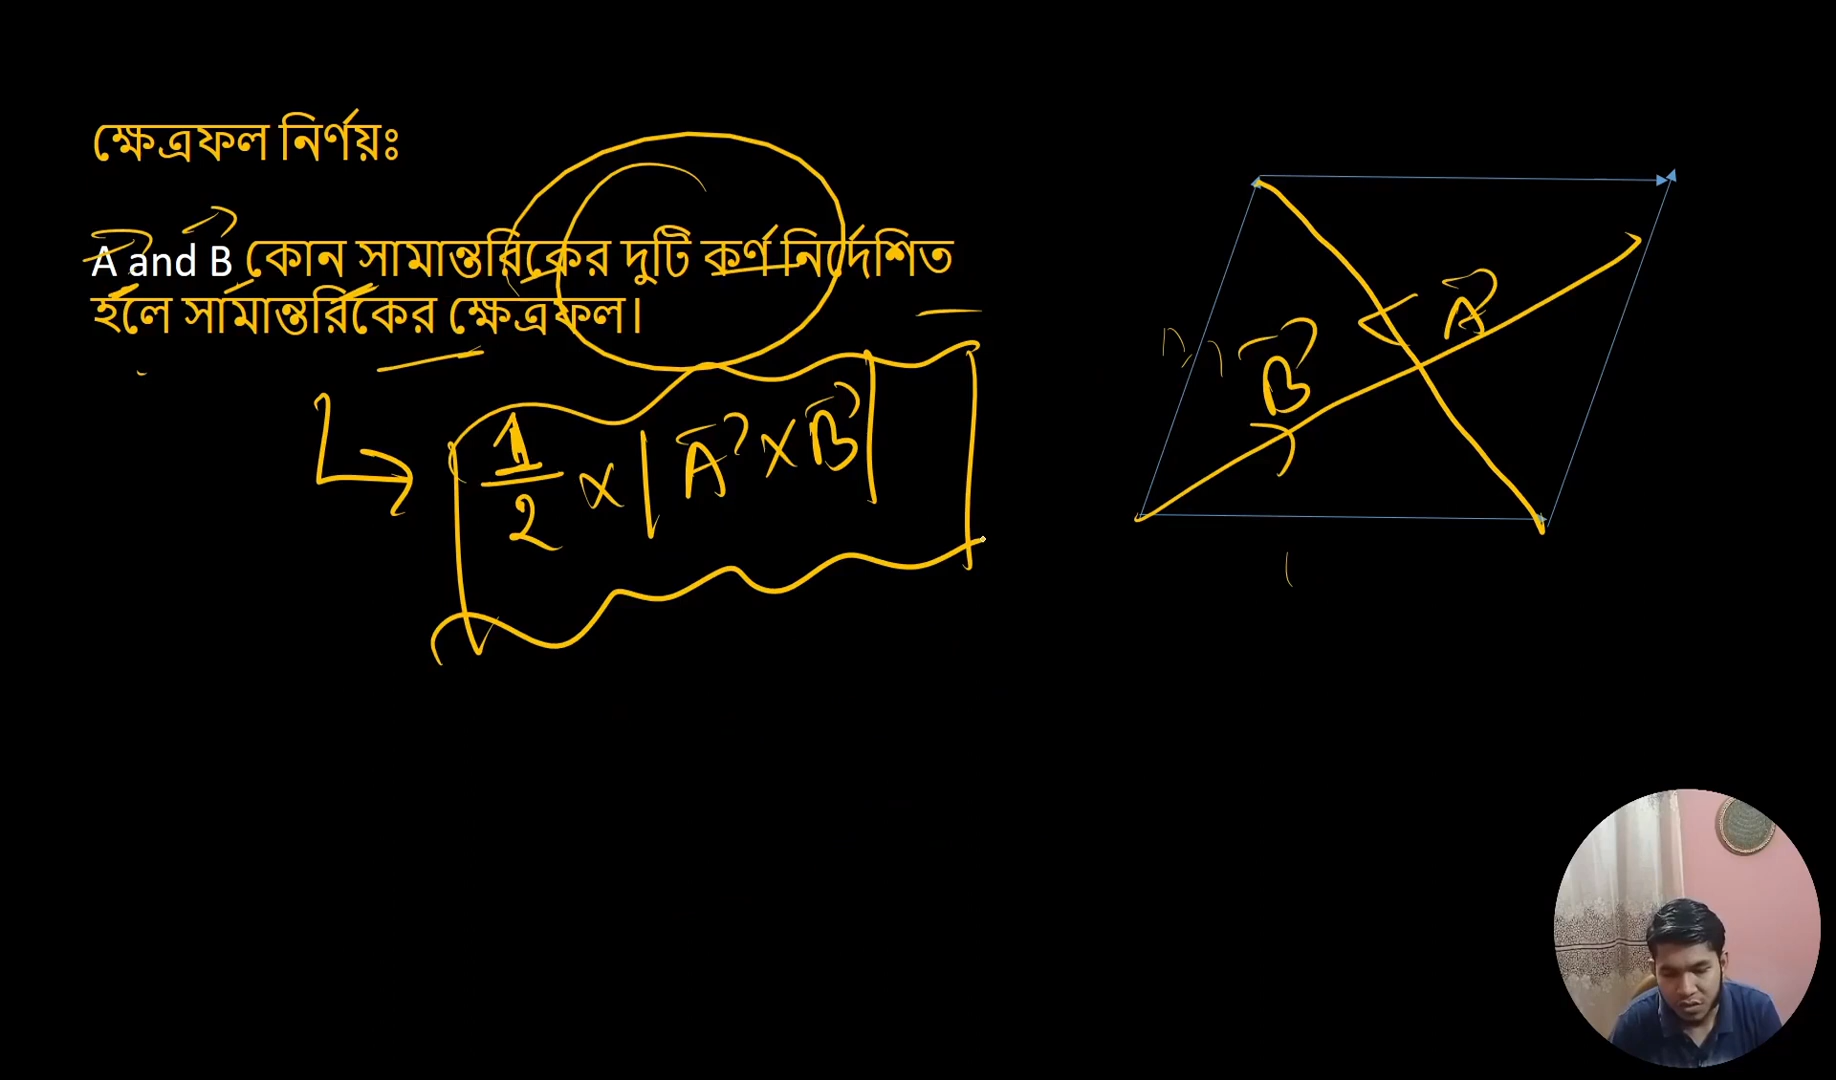 ক্ষেত্রফল নির্ণয়ঃ
A and B কোন সামান্তরিকের দুটি কর্ণ নির্দেশিত
হলে সামান্তরিকের ক্ষেত্রফল।
1/2 × |A⃗ × B⃗|
A⃗
B⃗